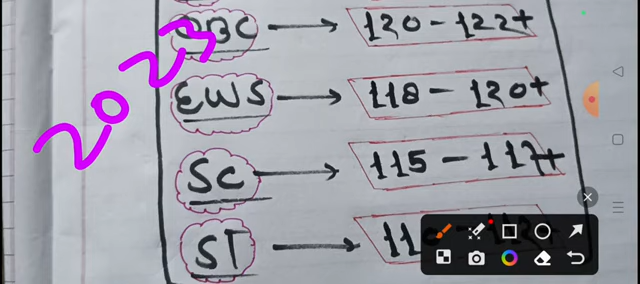 2023
OBC → 120 - 122+
EWS → 118 - 120+
SC → 115 - 117+
ST →